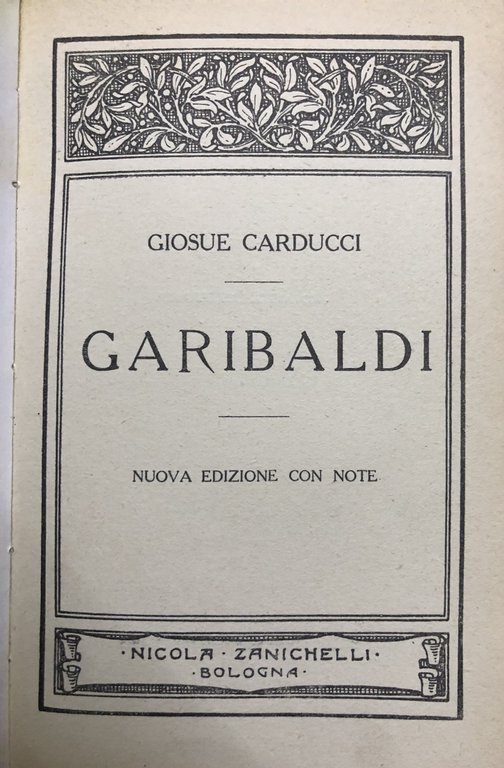 GIOSUE CARDUCCI
GARIBALDI
NUOVA EDIZIONE CON NOTE
· NICOLA · ZANICHELLI ·
· BOLOGNA ·